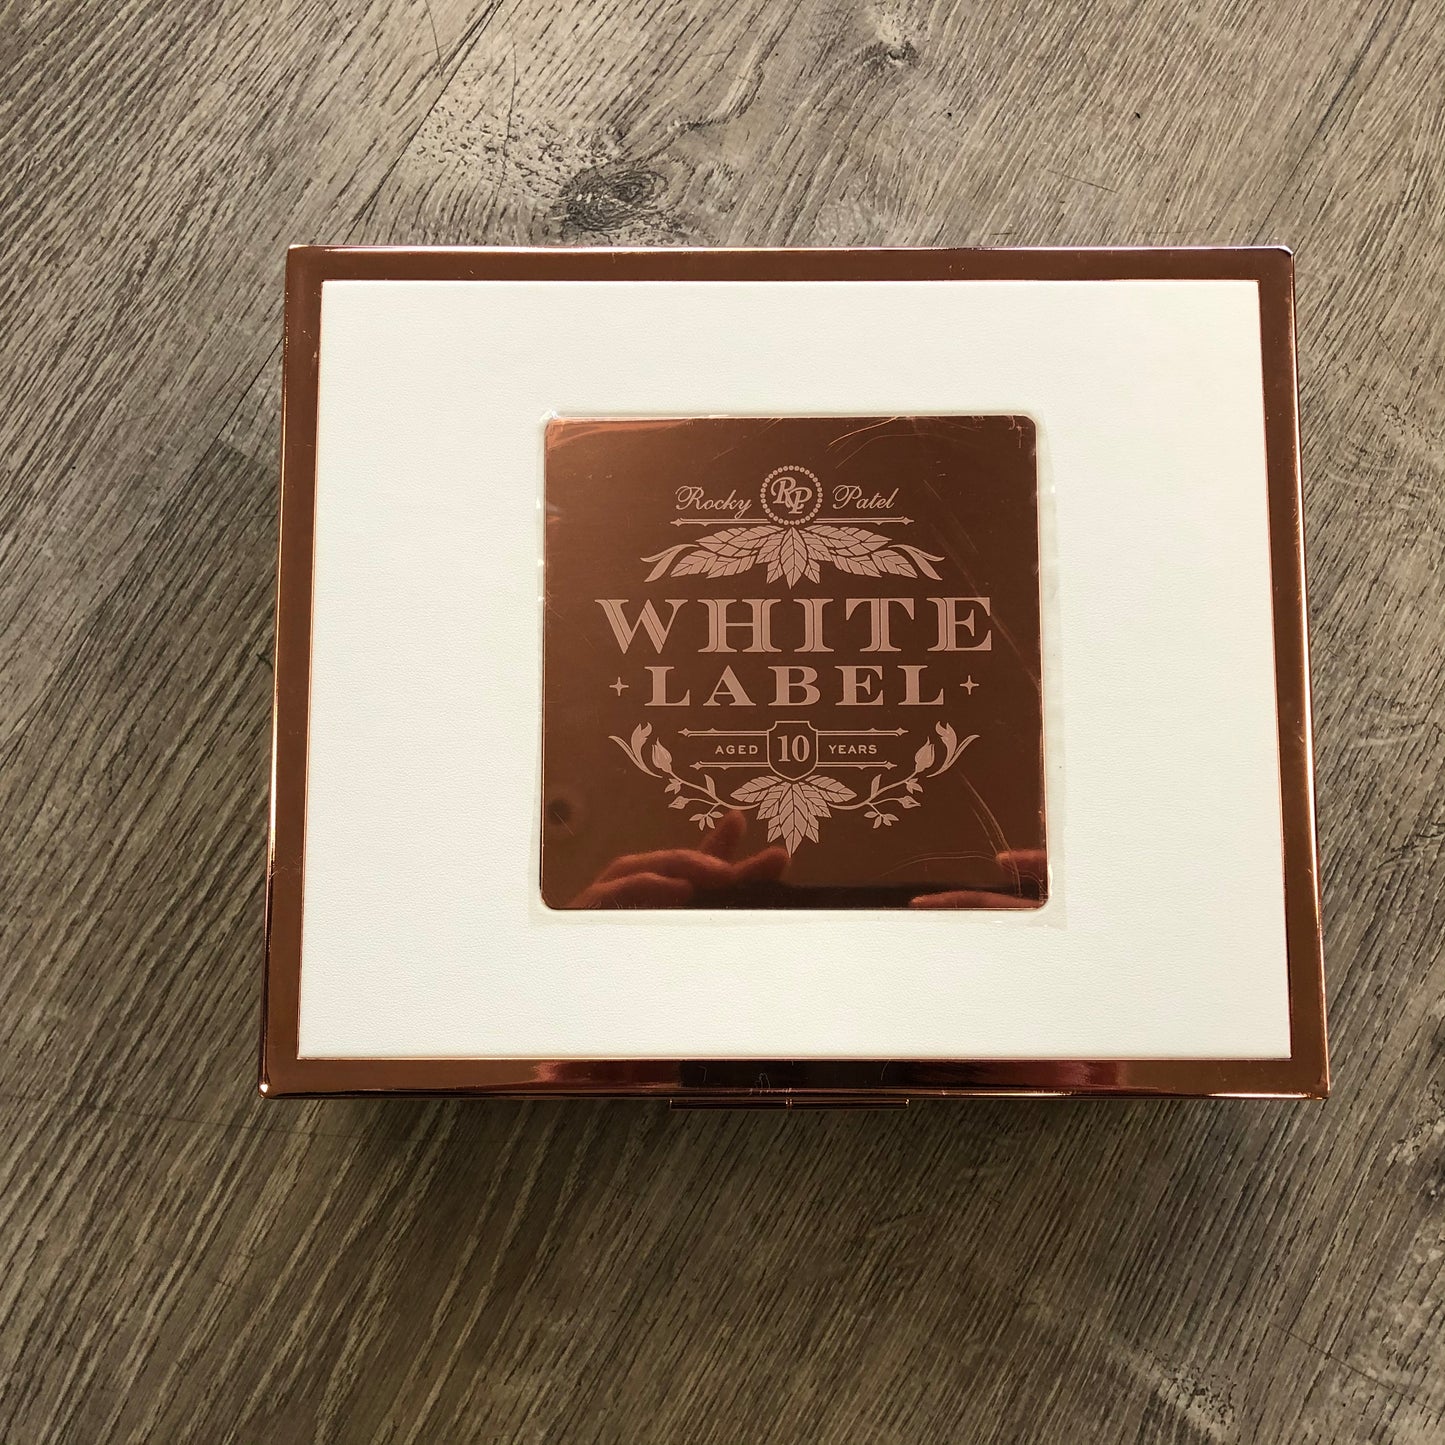 Rocky RP Patel
WHITE
LABEL
AGED 10 YEARS